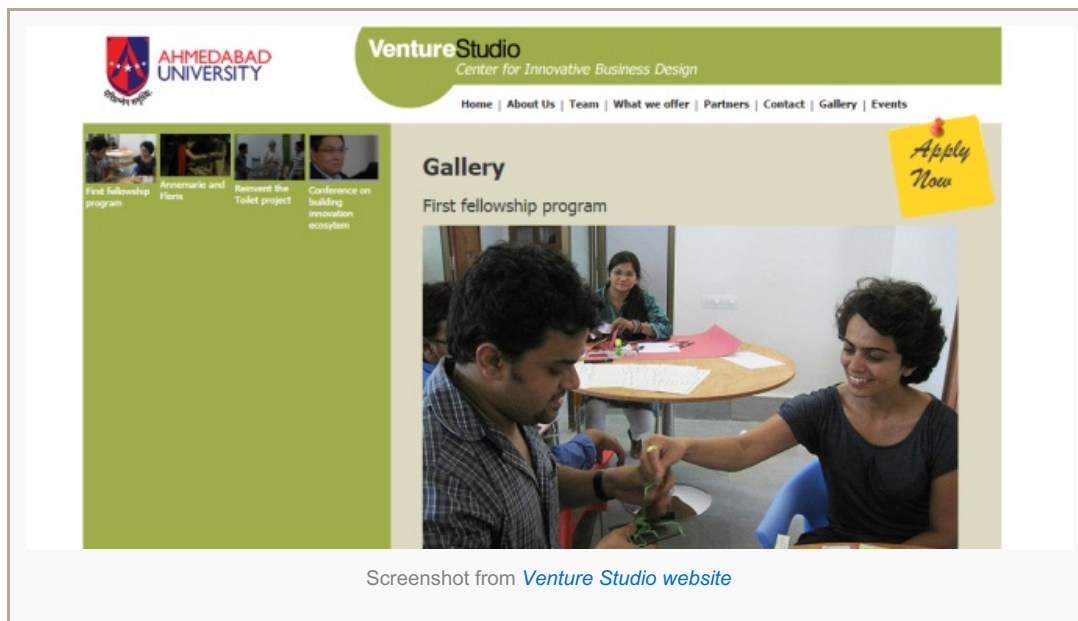 AHMEDABAD
UNIVERSITY
VentureStudio
Center for Innovative Business Design
Home | About Us | Team | What we offer | Partners | Contact | Gallery | Events
First fellowship
program
Annemarie and
Floris
Reinvent the
Toilet project
Conference on
building
innovation
ecosytem
Apply
Now
Gallery
First fellowship program
Screenshot from Venture Studio website